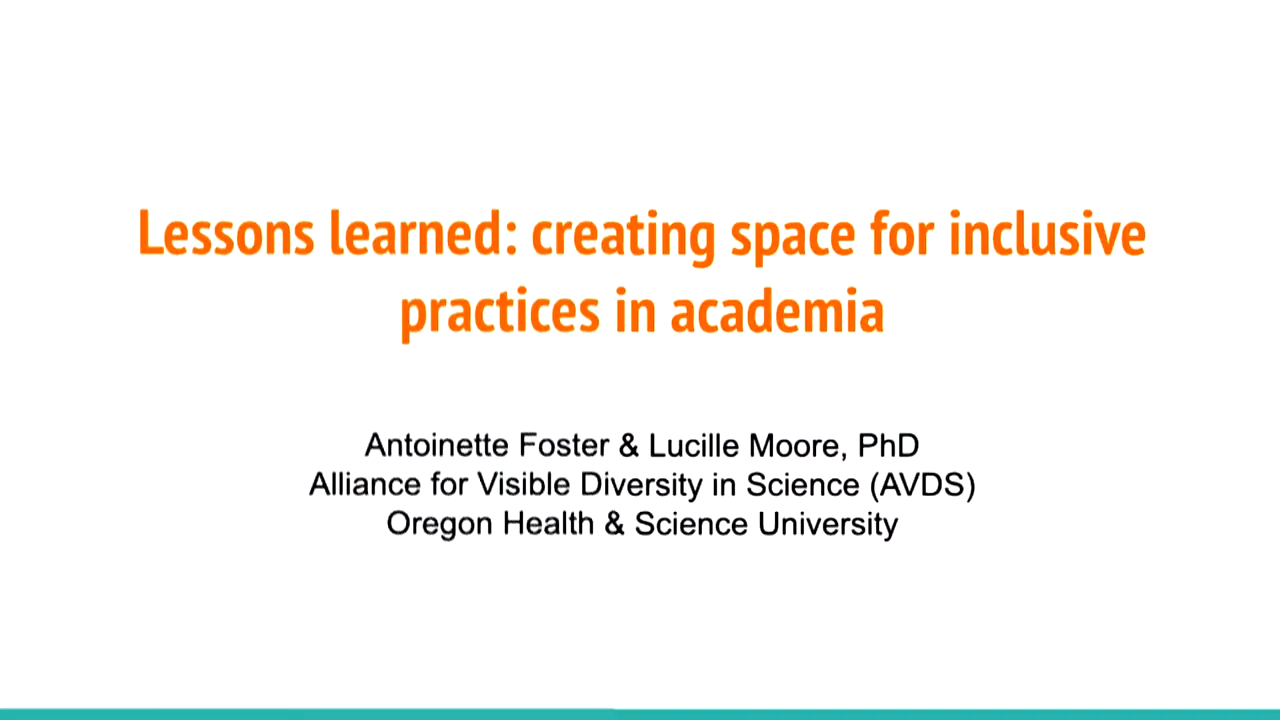 Lessons learned: creating space for inclusive
practices in academia
Antoinette Foster & Lucille Moore, PhD
Alliance for Visible Diversity in Science (AVDS)
Oregon Health & Science University